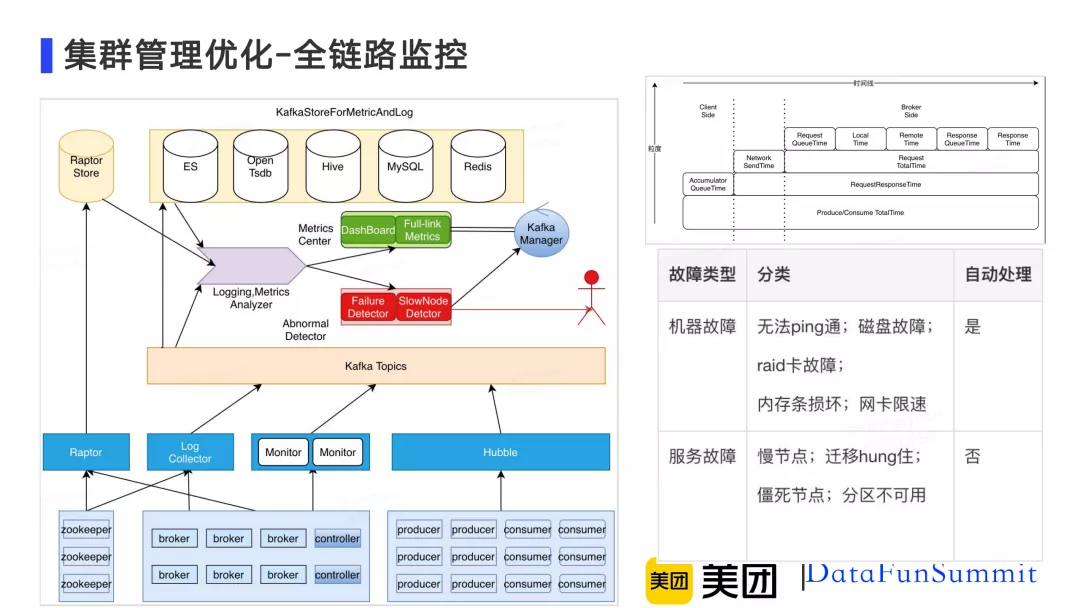 集群管理优化-全链路监控
KafkaStoreForMetricAndLog
Raptor
Store
ES
Open
Tsdb
Hive
MySQL
Redis
Metrics
Center
DashBoard
Full-link
Metrics
Kafka
Manager
Logging,Metrics
Analyzer
Abnormal
Detector
Failure
Detector
SlowNode
Detctor
Kafka Topics
Raptor
Log
Collector
Monitor
Monitor
Hubble
zookeeper
zookeeper
zookeeper
broker broker broker controller
broker broker broker controller
producer producer consumer consumer
producer producer consumer consumer
producer producer consumer consumer
时间线
粒度
Client
Side
Broker
Side
Request
QueueTime
Local
Time
Remote
Time
Response
QueueTime
Response
Time
Network
SendTime
Request
TotalTime
Accumulator
QueueTime
RequestResponseTime
Produce/Consume TotalTime
故障类型 分类 自动处理
机器故障 无法ping通；磁盘故障； 是
raid卡故障；
内存条损坏；网卡限速
服务故障 慢节点；迁移hung住； 否
僵死节点；分区不可用
美团 美团
DataFunSummit